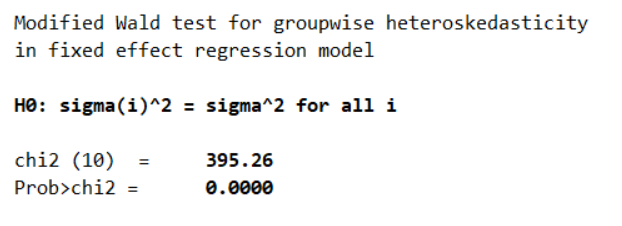 Modified Wald test for groupwise heteroskedasticity
in fixed effect regression model
H0: sigma(i)^2 = sigma^2 for all i
chi2 (10)  =      395.26
Prob>chi2 =      0.0000